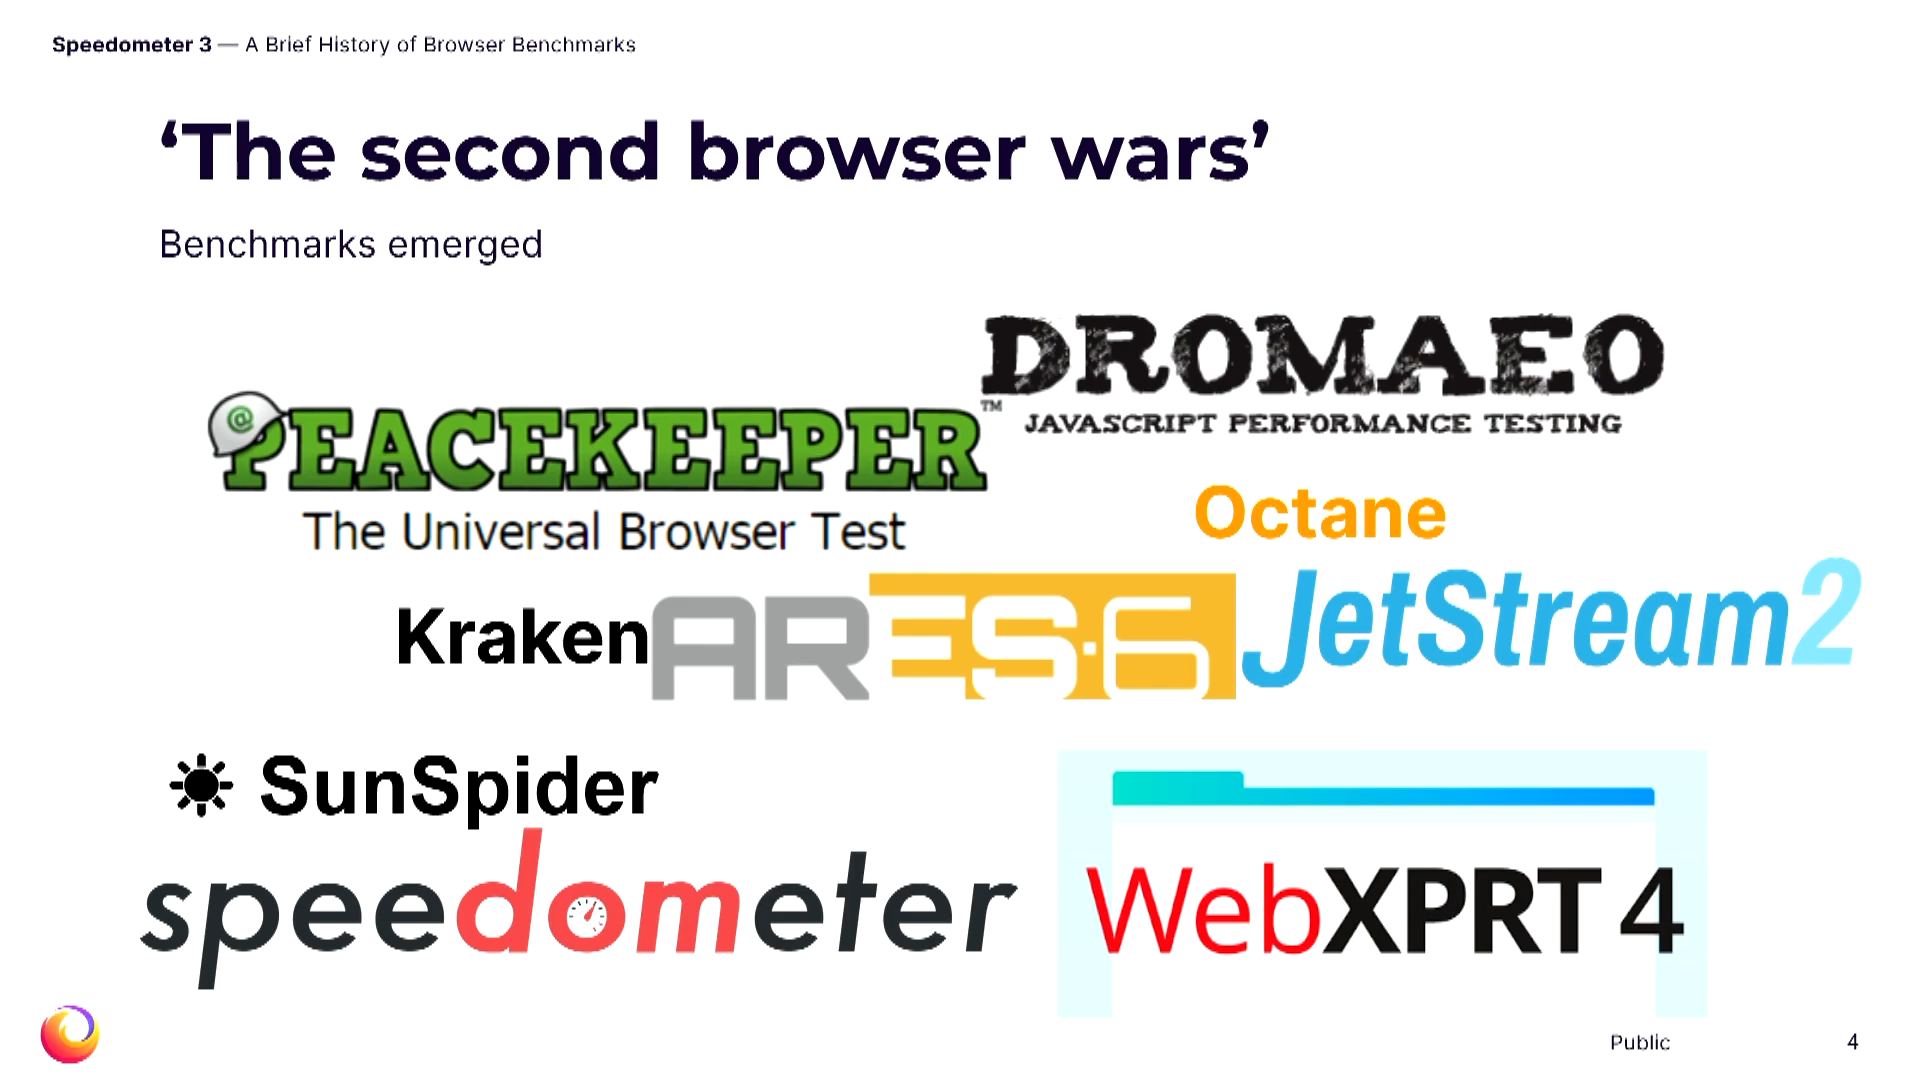 Speedometer 3 — A Brief History of Browser Benchmarks
‘The second browser wars’
Benchmarks emerged
DROMAEO
JAVASCRIPT PERFORMANCE TESTING
PEACEKEEPER™
The Universal Browser Test
Octane
Kraken
ARES-6
JetStream2
SunSpider
speedometer
WebXPRT 4
Public
4